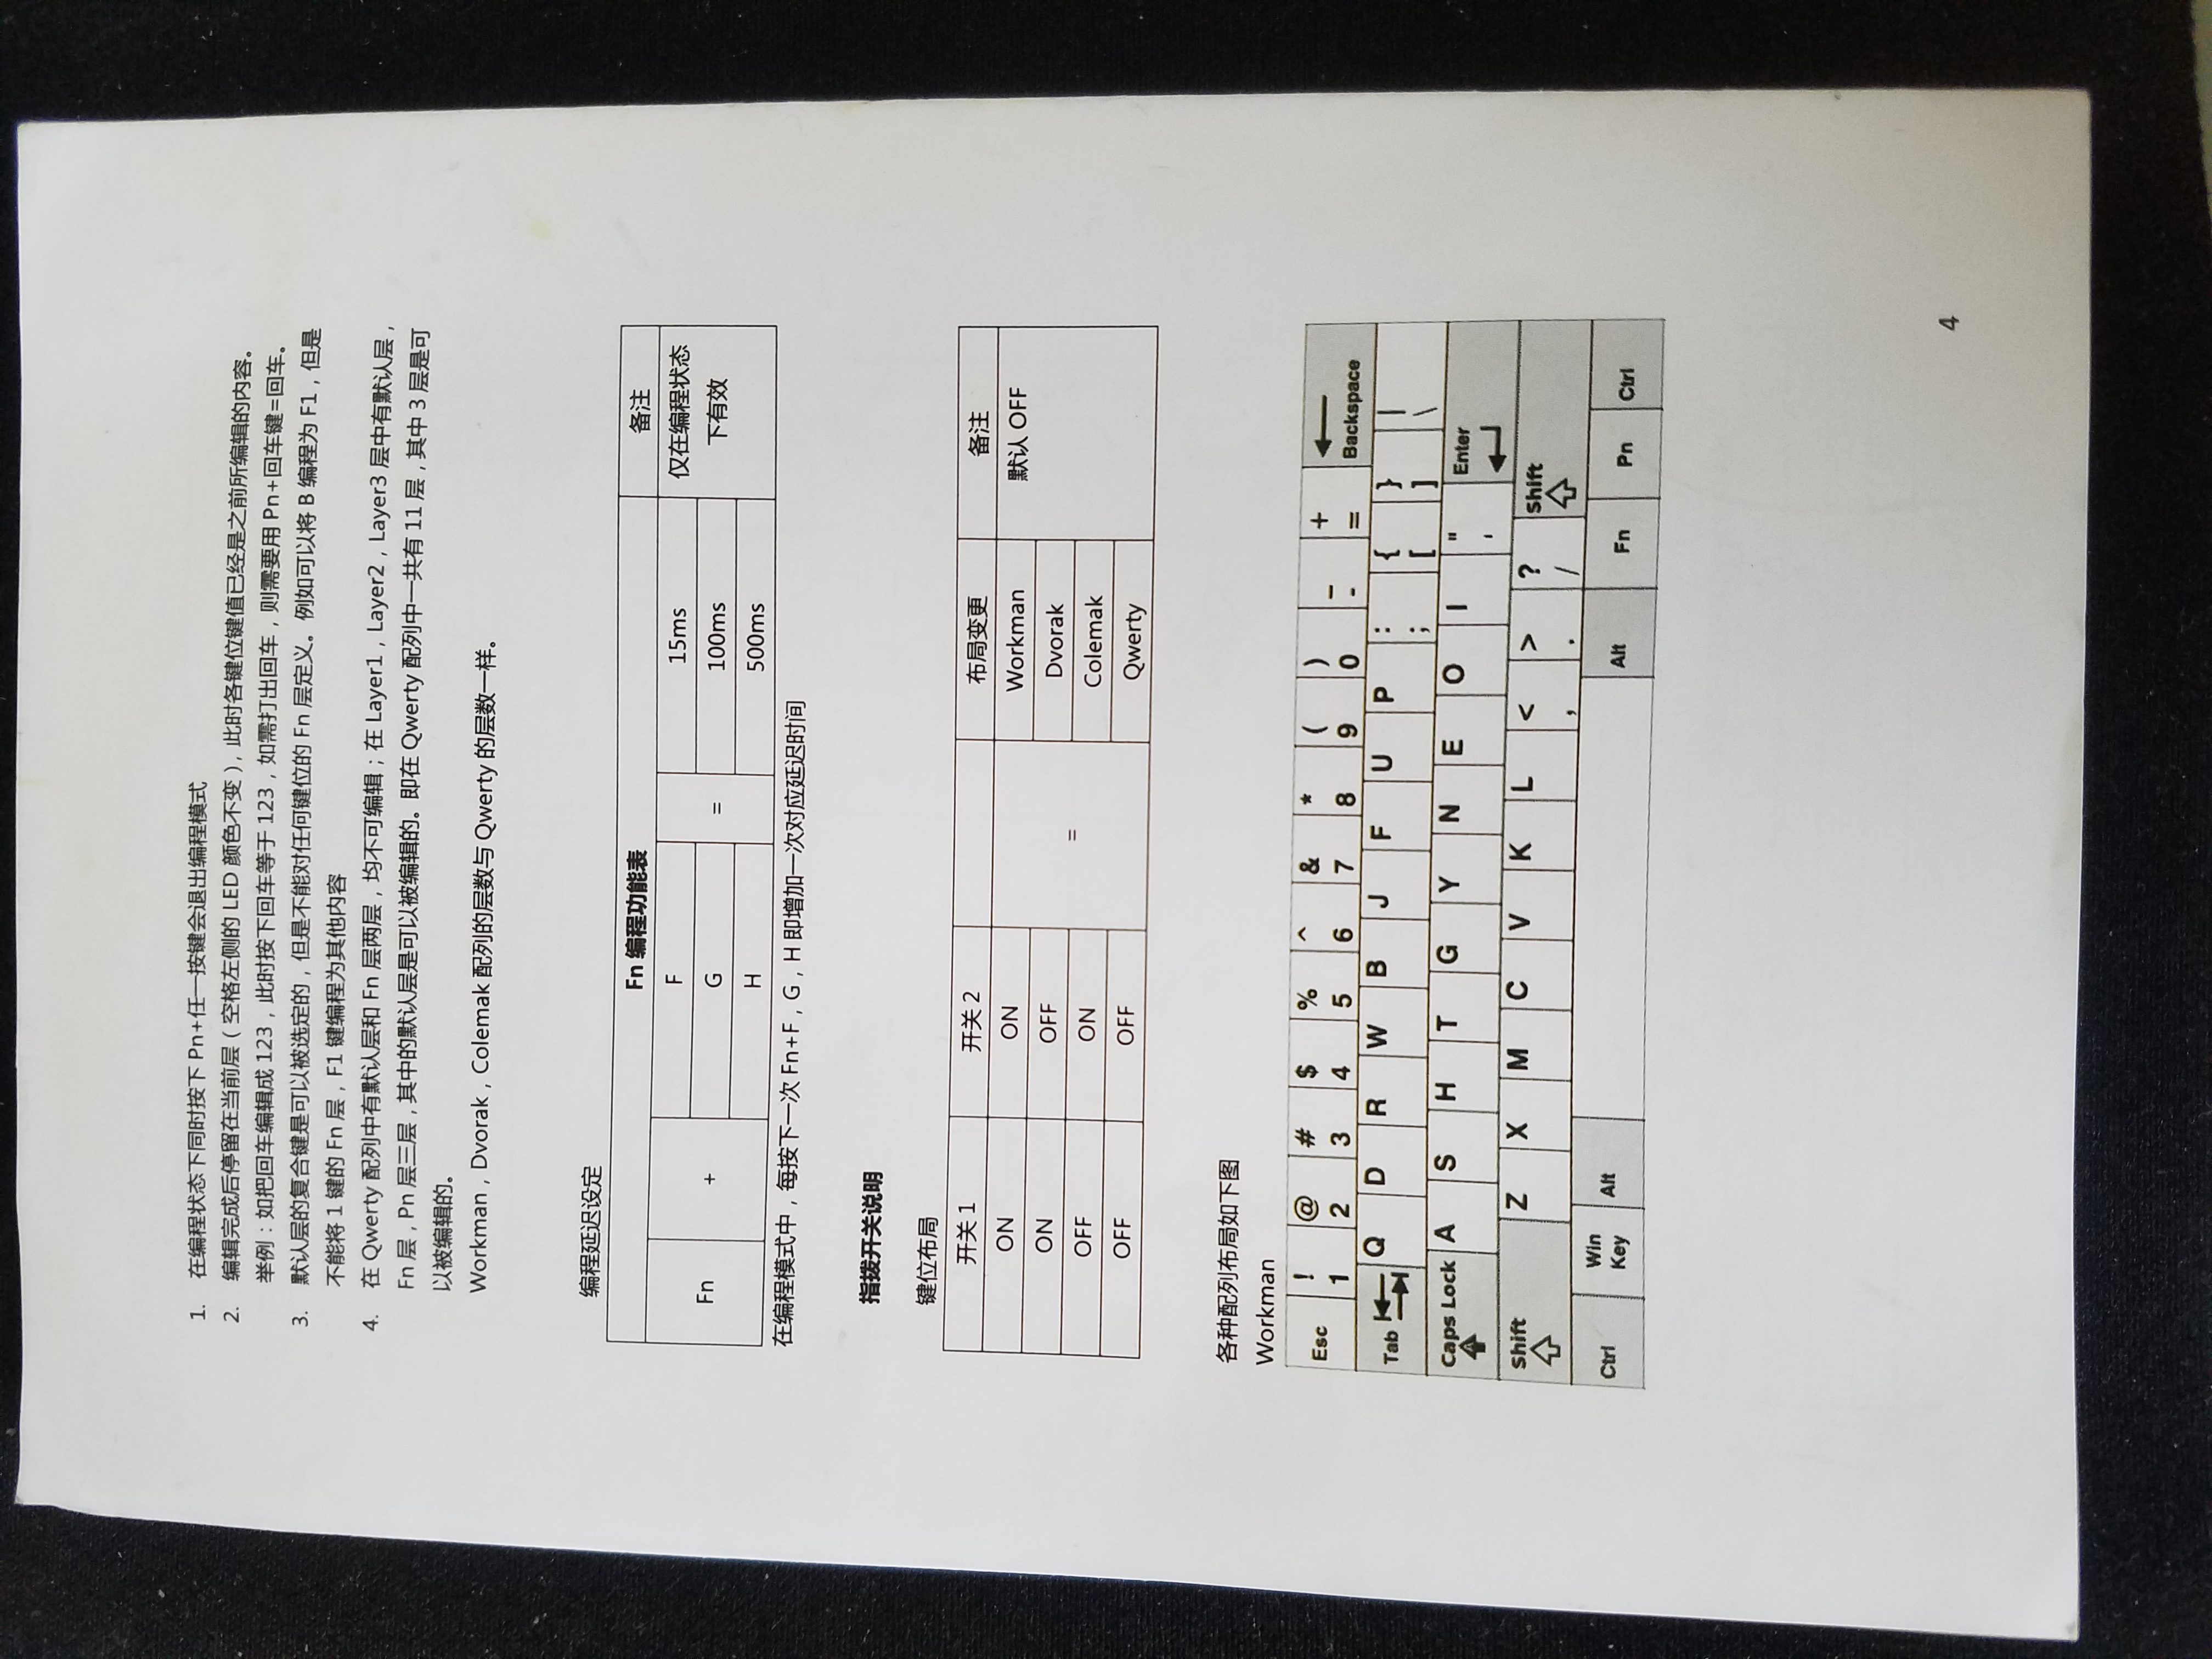 1. 在编程状态下同时按下 Pn+任一按键会退出编程模式
2. 编辑完成后停留在当前层（空格左侧的 LED 颜色不变），此时各键位键值已经是之前所编辑的内容。
举例：如把回车编辑成 123，此时按下回车等于 123，如需打出回车，则需要用 Pn+回车键=回车。
3. 默认层的复合键是可以被选定的，但是不能对任何键位的 Fn 层定义。例如可以将 B 编程为 F1，但是
不能将 1 键的 Fn 层，F1 键编程为其他内容
4. 在 Qwerty 配列中有默认层和 Fn 层两层，均不可编辑；在 Layer1，Layer2，Layer3 层中有默认层，
Fn 层，Pn 层三层，其中的默认层是可以被编辑的。即在 Qwerty 配列中一共有 11 层，其中 3 层是可
以被编辑的。
Workman，Dvorak，Colemak 配列的层数与 Qwerty 的层数一样。
编程延迟设定
Fn 编程功能表 备注
Fn + F = 15ms 仅在编程状态
G 100ms 下有效
H 500ms
在编程模式中，每按下一次 Fn+F，G，H 即增加一次对应延迟时间
指拨开关说明
键位布局
开关 1 开关 2 布局变更 备注
ON ON = Workman 默认 OFF
ON OFF Dvorak
OFF ON Colemak
OFF OFF Qwerty
各种配列布局如下图
Workman
Esc ! @ # $ % ^ & * ( ) _ +
1 2 3 4 5 6 7 8 9 0 - = Backspace
Tab Q D R W B J F U P : { } |
; [ ] \
Caps Lock A S H T G Y N E O I " Enter
'
Shift Z X M C V K L < > ? Shift
, . /
Ctrl Win Key Alt Alt Fn Pn Ctrl
4